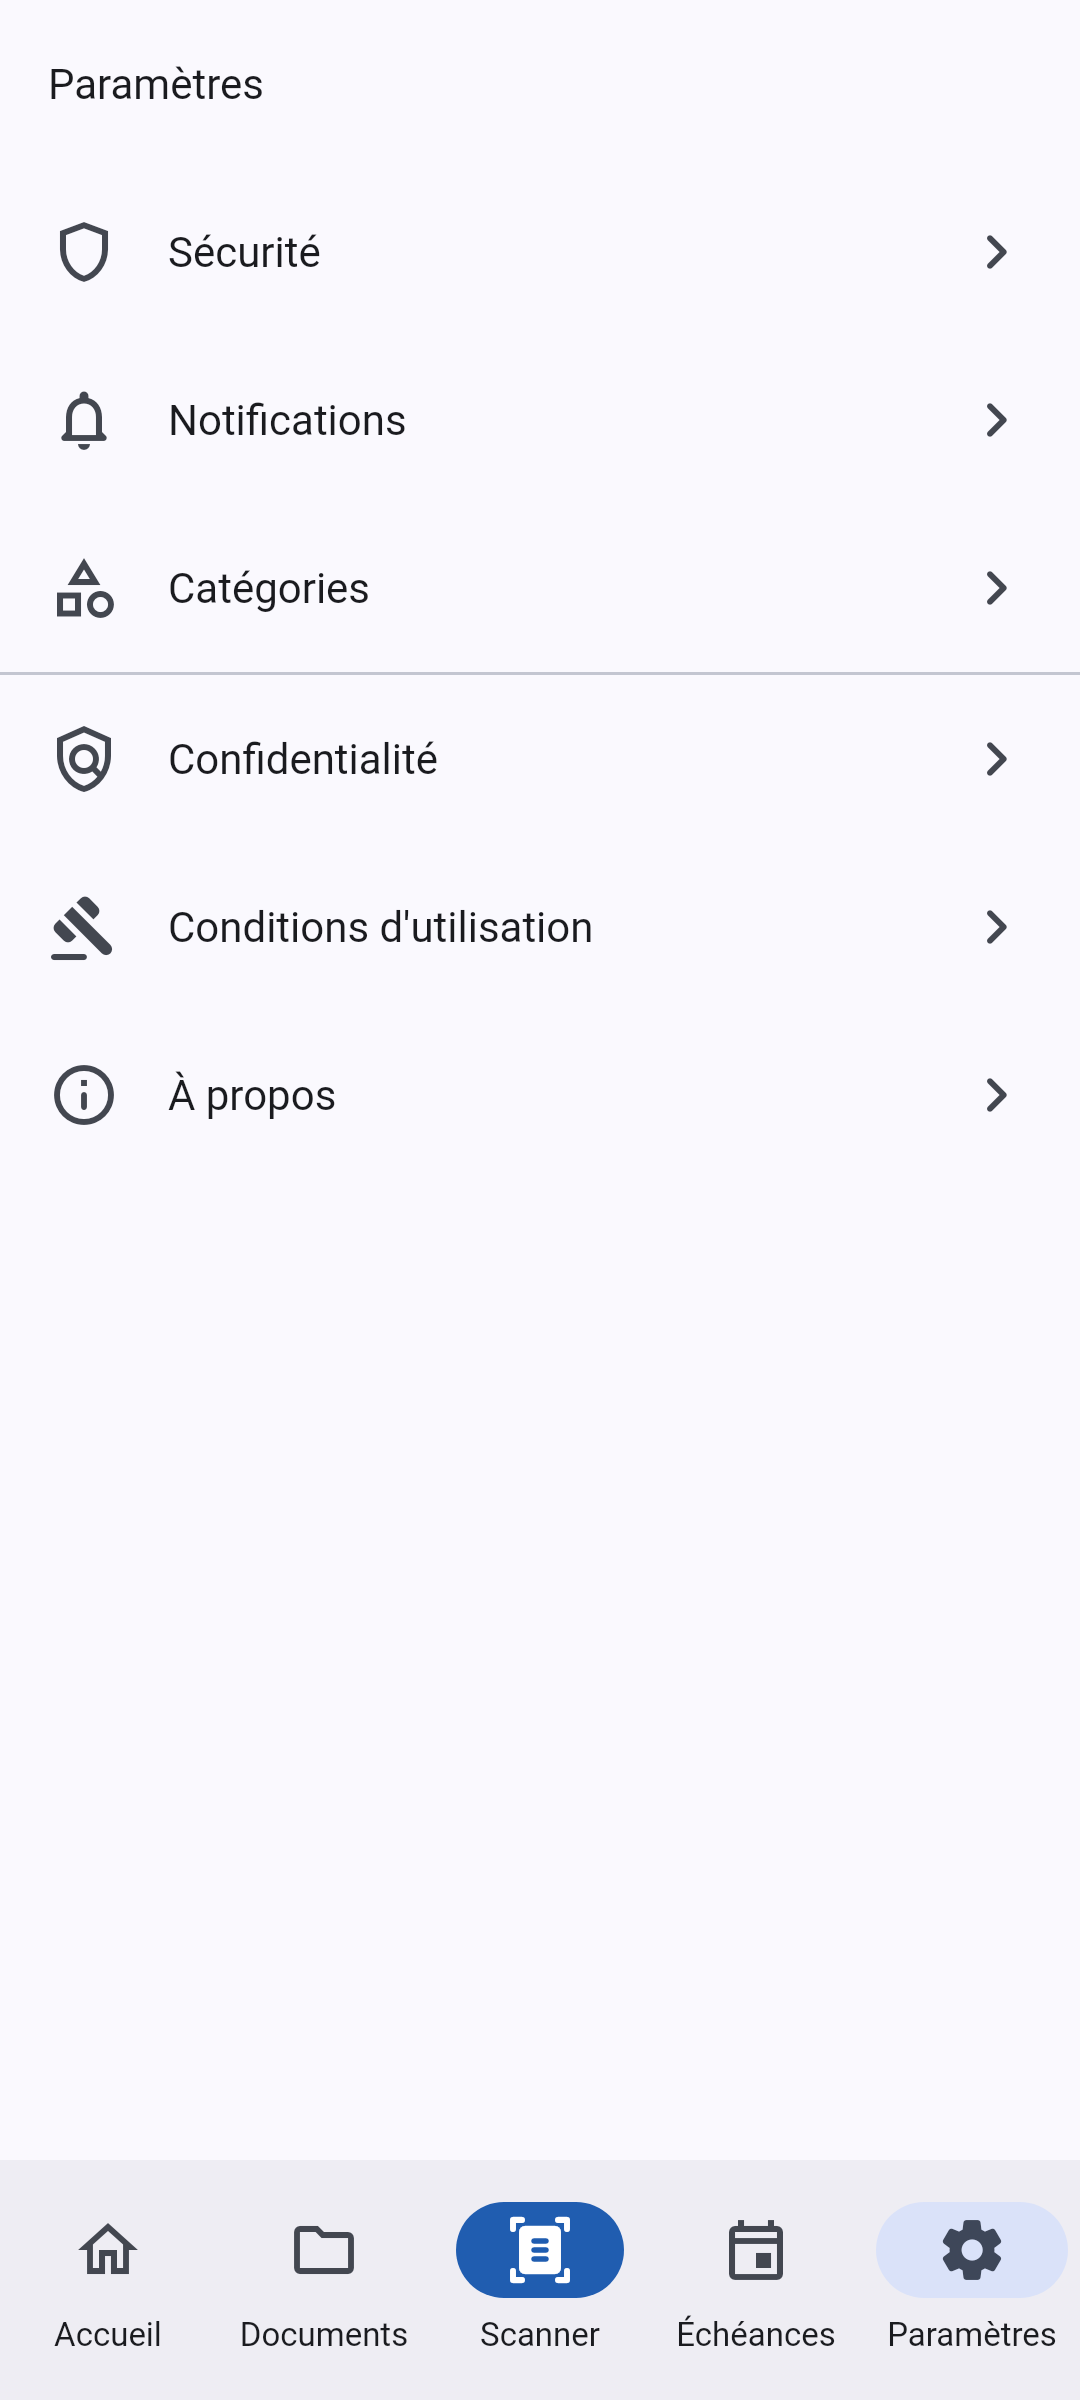 Paramètres
Sécurité
Notifications
Catégories
Confidentialité
Conditions d'utilisation
À propos
Accueil
Documents
Scanner
Échéances
Paramètres